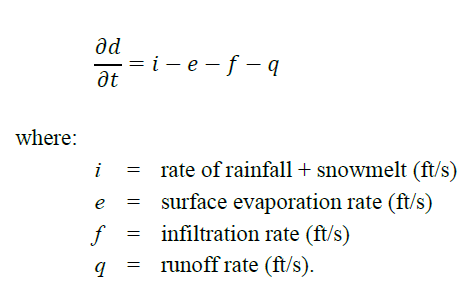 ∂d/∂t = i − e − f − q
where:
i = rate of rainfall + snowmelt (ft/s)
e = surface evaporation rate (ft/s)
f = infiltration rate (ft/s)
q = runoff rate (ft/s).